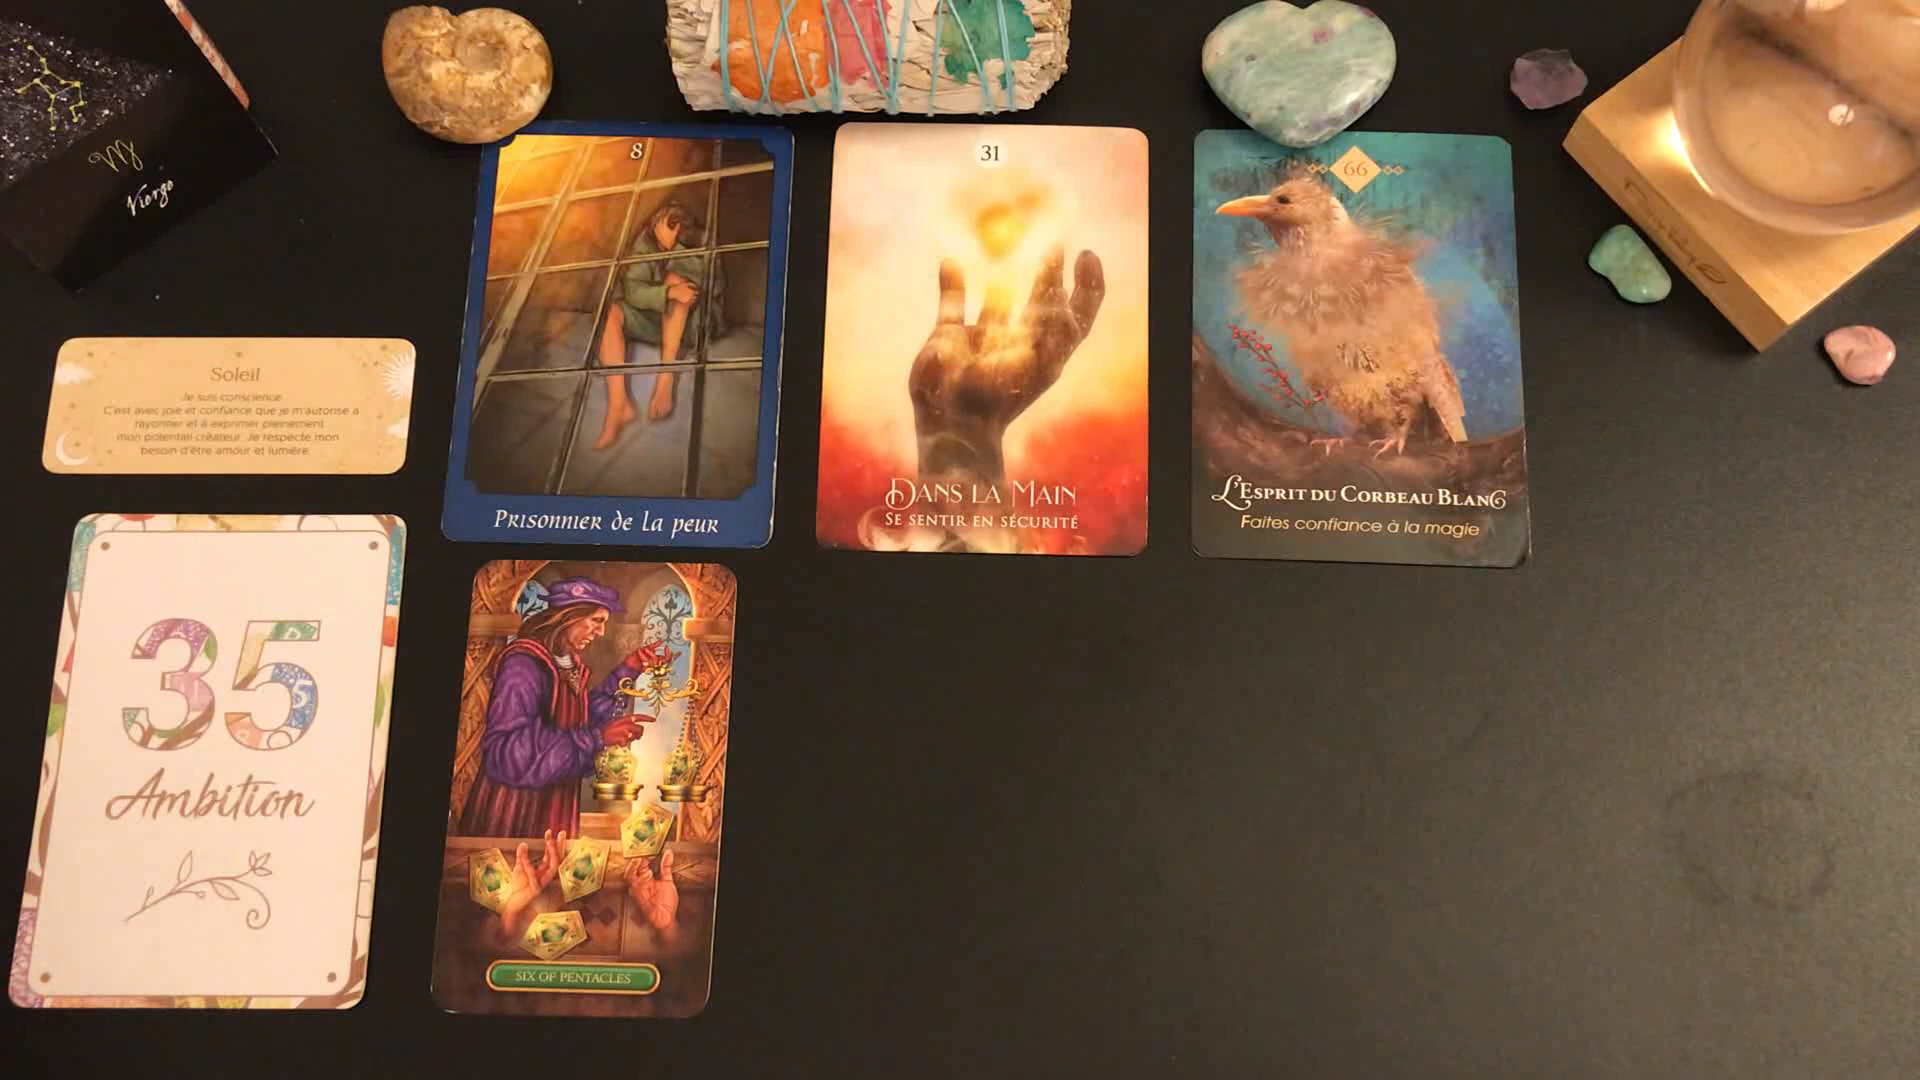 Vierge
Soleil
Je suis conscience.
C'est avec joie et confiance que je m'autorise à
rayonner et à exprimer pleinement
mon potentiel créateur. Je respecte mon
besoin d'être amour et lumière.
35
Ambition
8
Prisonnier de la peur
31
Dans la Main
Se sentir en sécurité
66
L'Esprit du Corbeau Blanc
Faites confiance à la magie
SIX OF PENTACLES